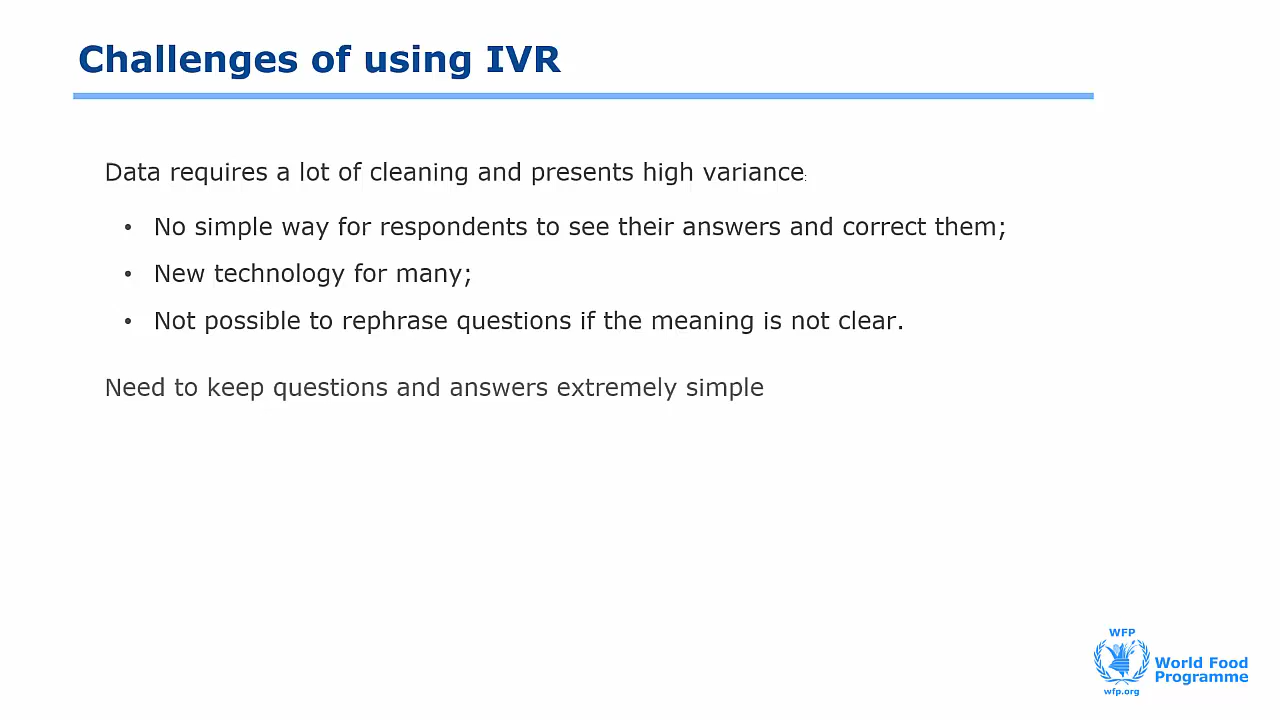 Challenges of using IVR
Data requires a lot of cleaning and presents high variance:
• No simple way for respondents to see their answers and correct them;
• New technology for many;
• Not possible to rephrase questions if the meaning is not clear.
Need to keep questions and answers extremely simple
WFP
World Food
Programme
wfp.org